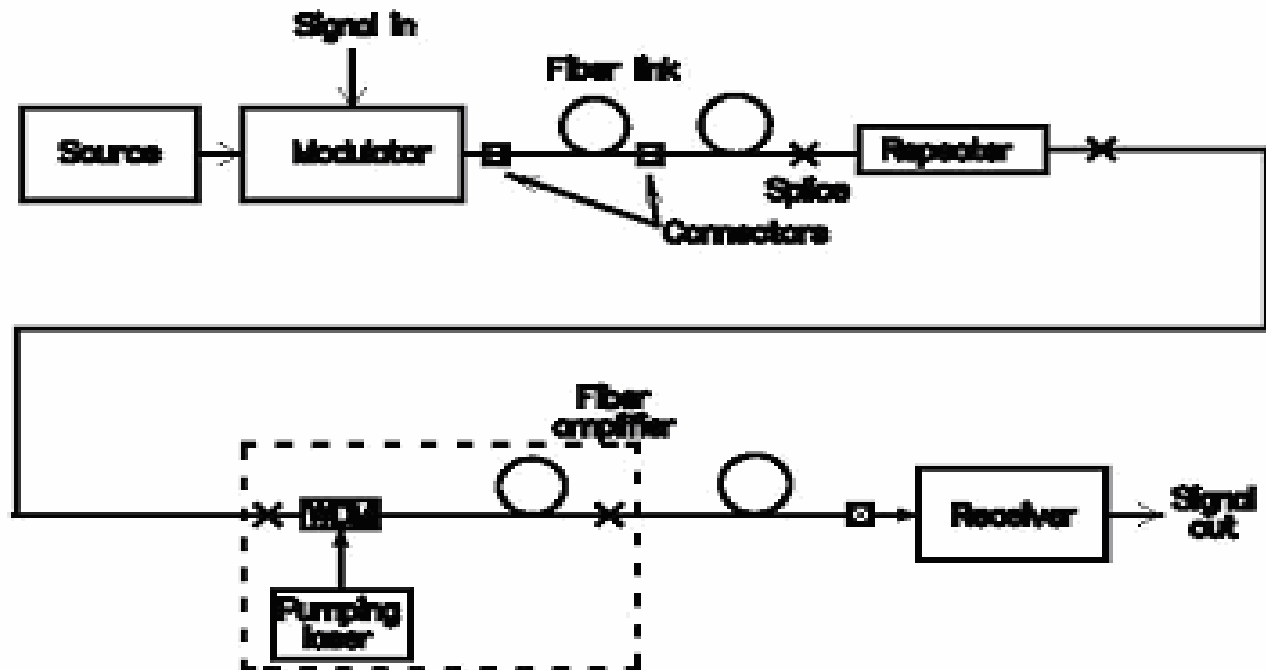 Signal in
Fiber link
Source
Modulator
Repeater
Splice
Connectors
Fiber
amplifier
WDM
Pumping
laser
Receiver
Signal
out